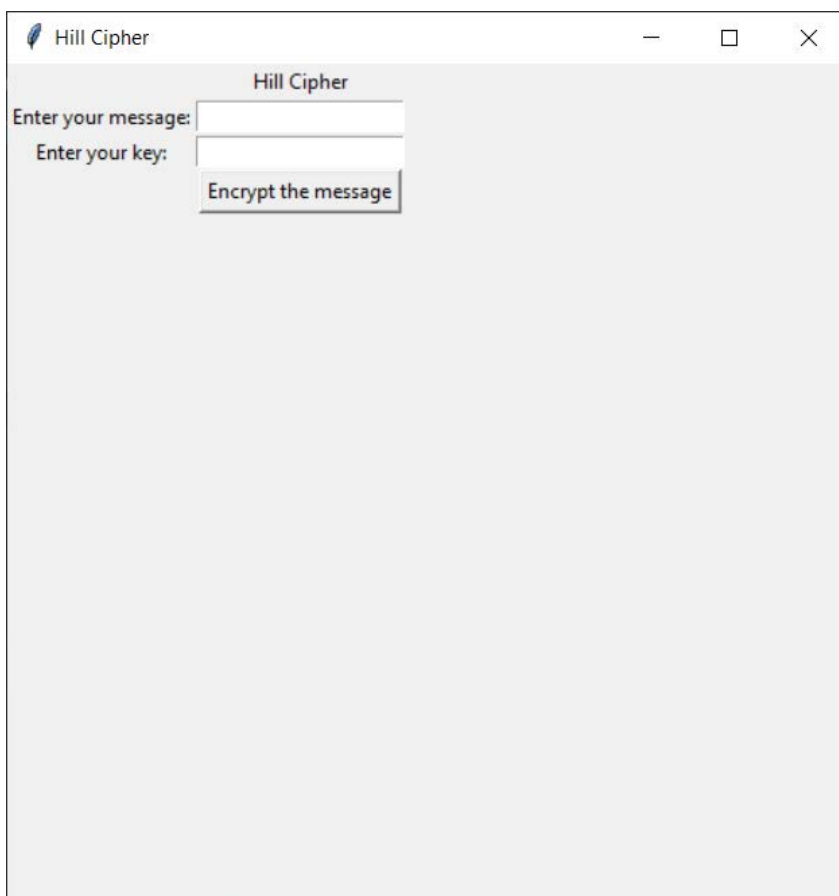 Hill Cipher
Hill Cipher
Enter your message:
Enter your key:
Encrypt the message